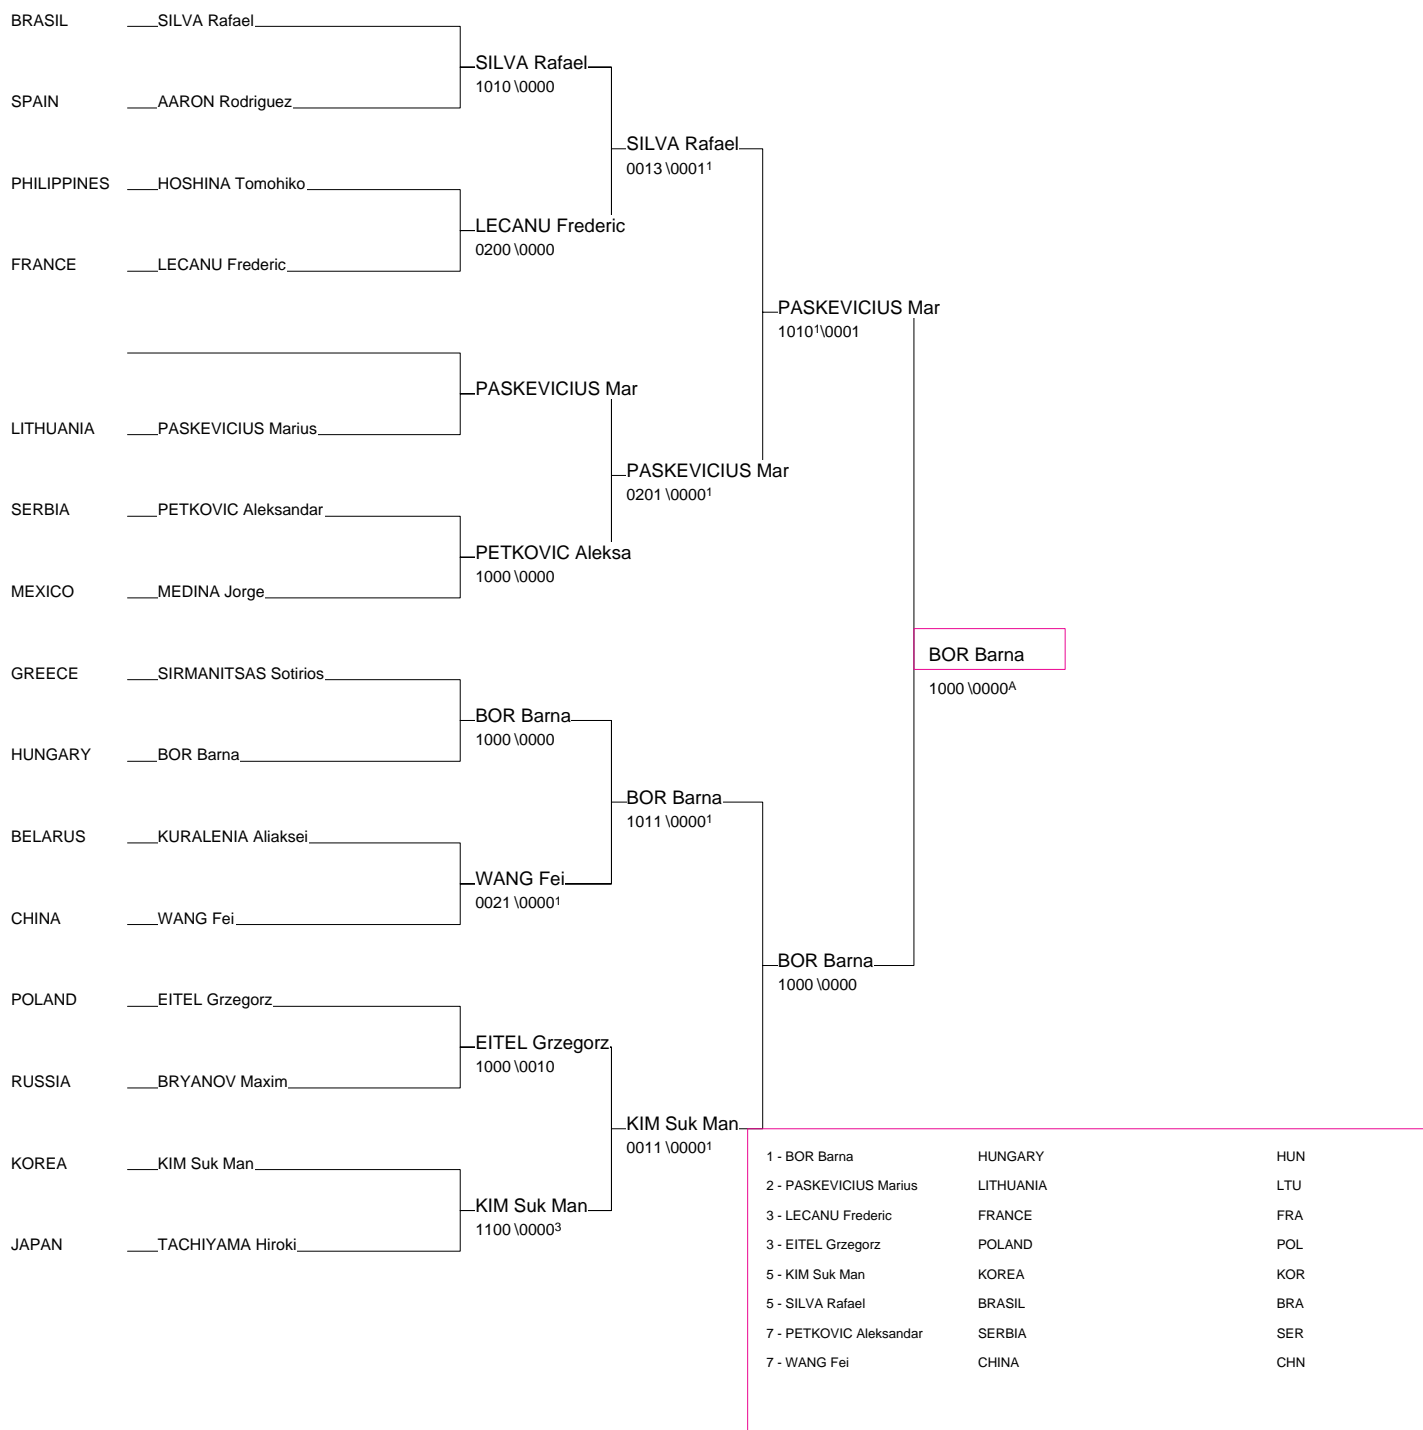 BRASIL SILVA Rafael
SILVA Rafael
1010 \0000
SPAIN AARON Rodriguez
SILVA Rafael
0013 \0001¹
PHILIPPINES HOSHINA Tomohiko
LECANU Frederic
0200 \0000
FRANCE LECANU Frederic
PASKEVICIUS Mar
1010¹\0001
PASKEVICIUS Mar
LITHUANIA PASKEVICIUS Marius
PASKEVICIUS Mar
0201 \0000¹
SERBIA PETKOVIC Aleksandar
PETKOVIC Aleksa
1000 \0000
MEXICO MEDINA Jorge
BOR Barna
1000 \0000ᴬ
GREECE SIRMANITSAS Sotirios
BOR Barna
1000 \0000
HUNGARY BOR Barna
BOR Barna
1011 \0000¹
BELARUS KURALENIA Aliaksei
WANG Fei
0021 \0000¹
CHINA WANG Fei
BOR Barna
1000 \0000
POLAND EITEL Grzegorz
EITEL Grzegorz
1000 \0010
RUSSIA BRYANOV Maxim
KIM Suk Man
0011 \0000¹
KOREA KIM Suk Man
KIM Suk Man
1100 \0000³
JAPAN TACHIYAMA Hiroki
1 - BOR Barna HUNGARY HUN
2 - PASKEVICIUS Marius LITHUANIA LTU
3 - LECANU Frederic FRANCE FRA
3 - EITEL Grzegorz POLAND POL
5 - KIM Suk Man KOREA KOR
5 - SILVA Rafael BRASIL BRA
7 - PETKOVIC Aleksandar SERBIA SER
7 - WANG Fei CHINA CHN